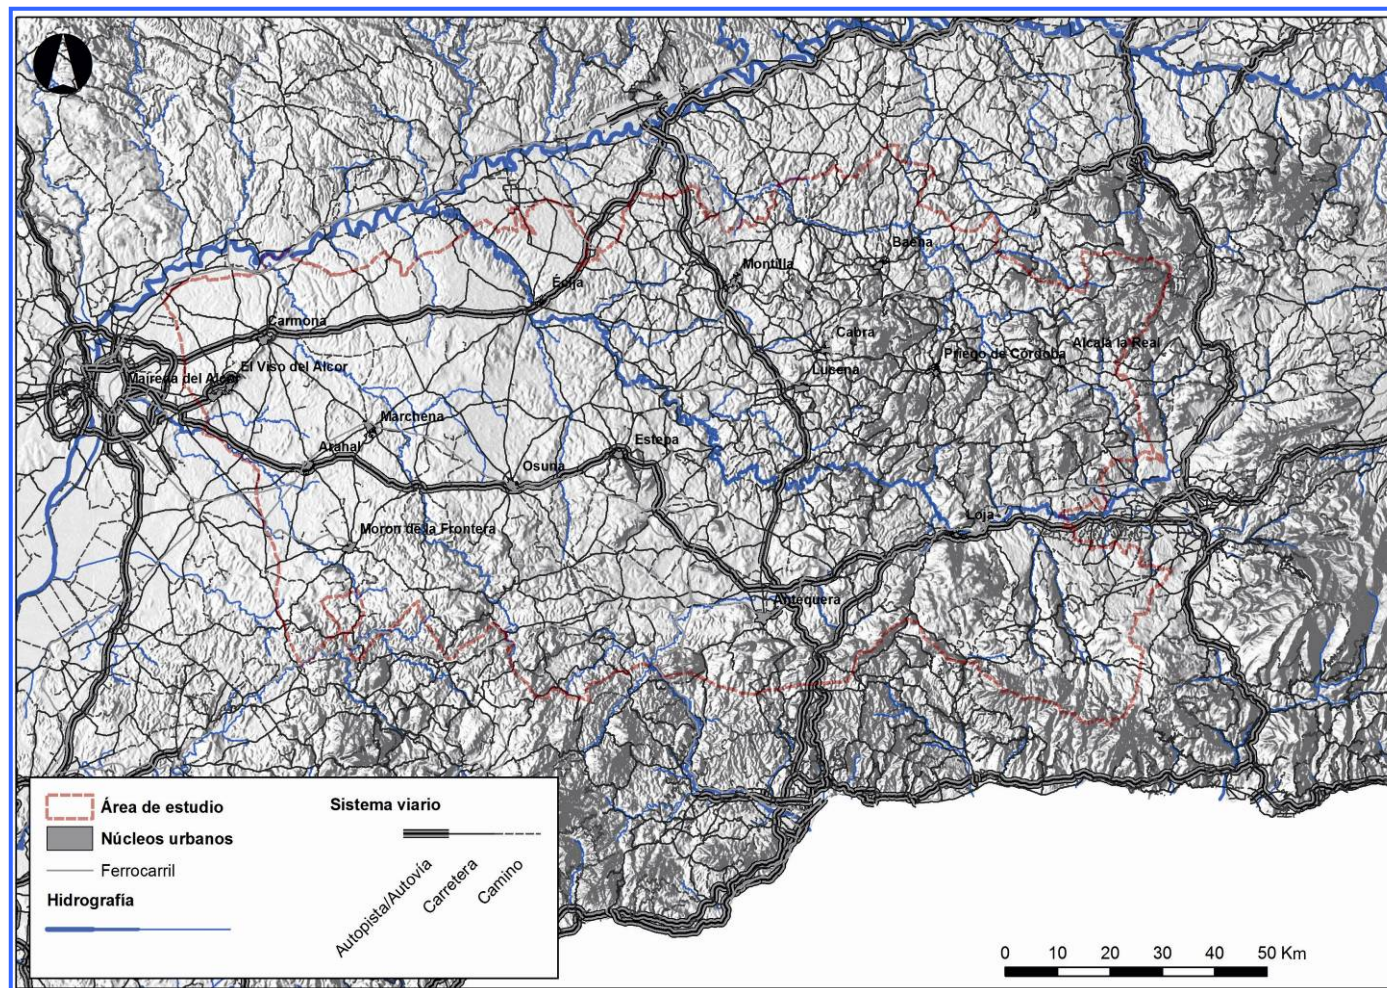 Baena
Montilla
Écija
Carmona
Cabra
Alcalá la Real
Priego de Córdoba
El Viso del Alcor
Lucena
Mairena del Alcor
Marchena
Estepa
Arahal
Osuna
Loja
Moron de la Frontera
Antequera
Área de estudio
Núcleos urbanos
Ferrocarril
Hidrografía
Sistema viario
Autopista/Autovía
Carretera
Camino
0 10 20 30 40 50 Km